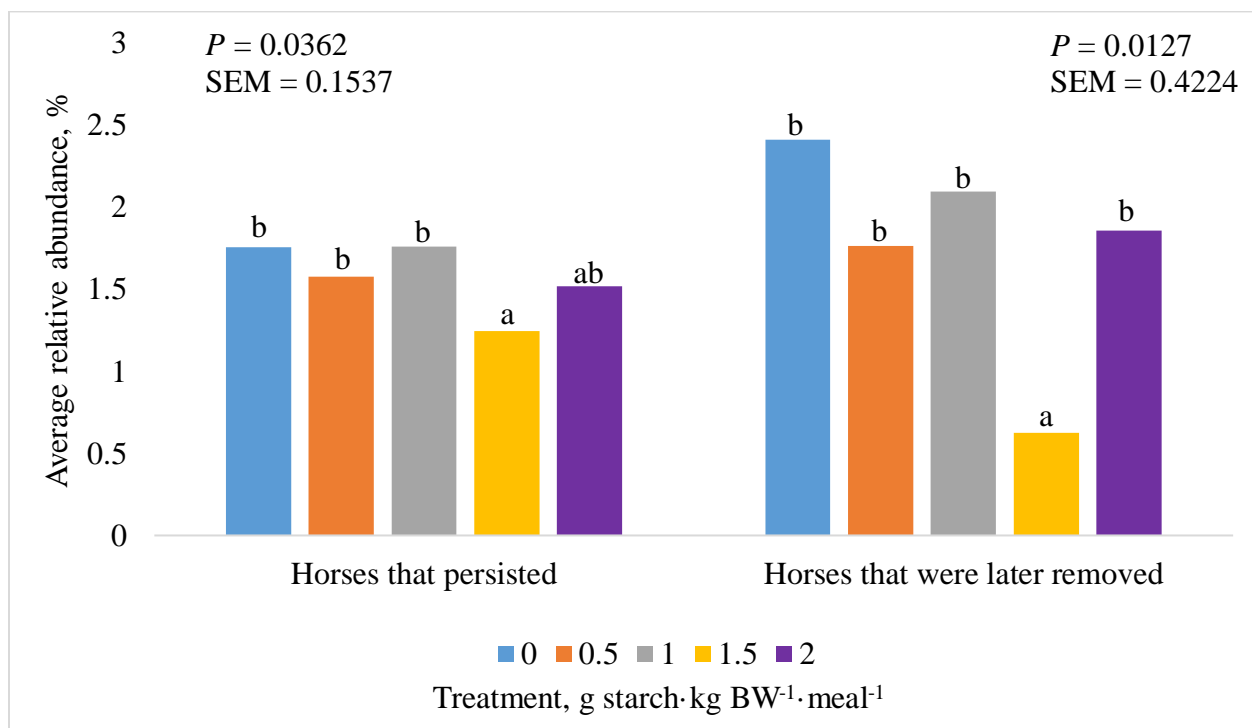 P = 0.0362
SEM = 0.1537
P = 0.0127
SEM = 0.4224
Average relative abundance, %
3
2.5
2
1.5
1
0.5
0
b
b
b
a
ab
b
b
b
a
b
Horses that persisted
Horses that were later removed
0 0.5 1 1.5 2
Treatment, g starch·kg BW⁻¹·meal⁻¹